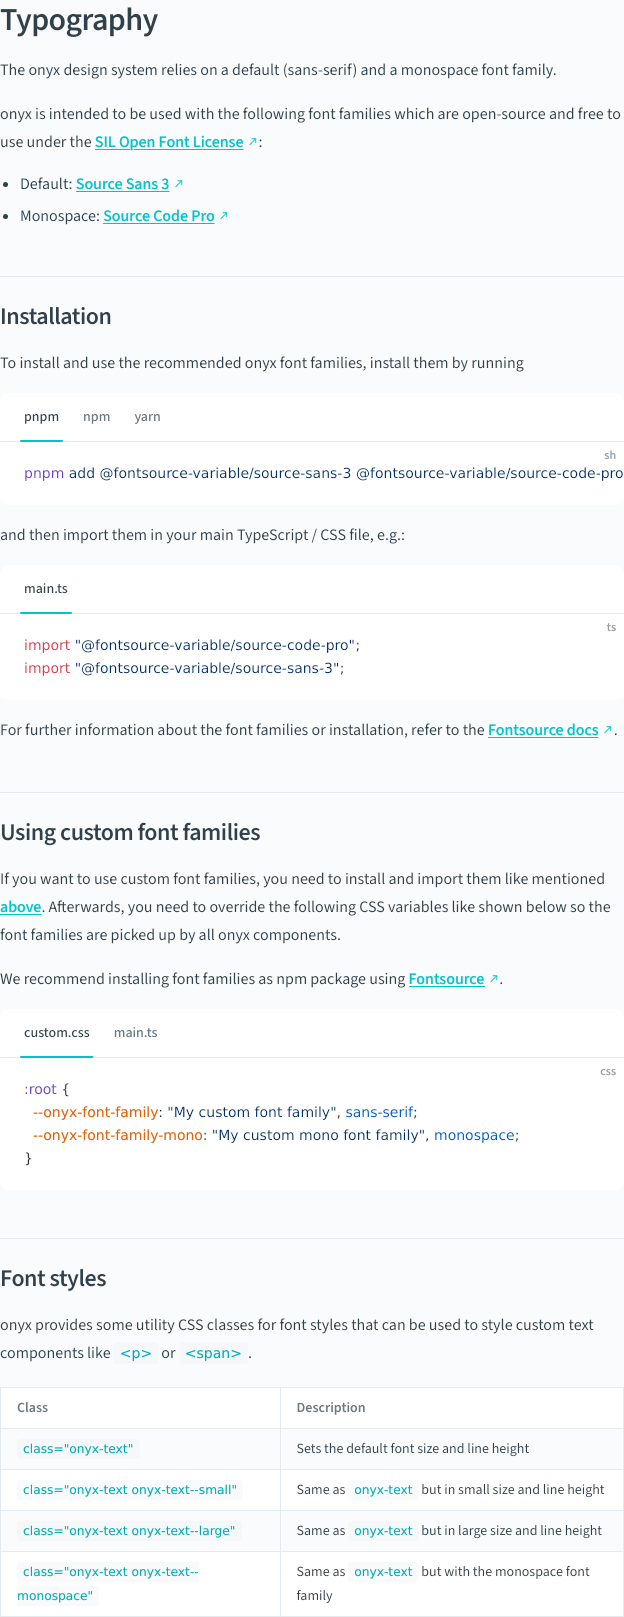 Typography
The onyx design system relies on a default (sans-serif) and a monospace font family.
onyx is intended to be used with the following font families which are open-source and free to
use under the SIL Open Font License ↗:
• Default: Source Sans 3 ↗
• Monospace: Source Code Pro ↗
Installation
To install and use the recommended onyx font families, install them by running
pnpm npm yarn
sh
pnpm add @fontsource-variable/source-sans-3 @fontsource-variable/source-code-pro
and then import them in your main TypeScript / CSS file, e.g.:
main.ts
ts
import "@fontsource-variable/source-code-pro";
import "@fontsource-variable/source-sans-3";
For further information about the font families or installation, refer to the Fontsource docs ↗.
Using custom font families
If you want to use custom font families, you need to install and import them like mentioned
above. Afterwards, you need to override the following CSS variables like shown below so the
font families are picked up by all onyx components.
We recommend installing font families as npm package using Fontsource ↗.
custom.css main.ts
css
:root {
  --onyx-font-family: "My custom font family", sans-serif;
  --onyx-font-family-mono: "My custom mono font family", monospace;
}
Font styles
onyx provides some utility CSS classes for font styles that can be used to style custom text
components like <p> or <span> .
Class Description
class="onyx-text" Sets the default font size and line height
class="onyx-text onyx-text--small" Same as onyx-text but in small size and line height
class="onyx-text onyx-text--large" Same as onyx-text but in large size and line height
class="onyx-text onyx-text--
monospace"
Same as onyx-text but with the monospace font
family